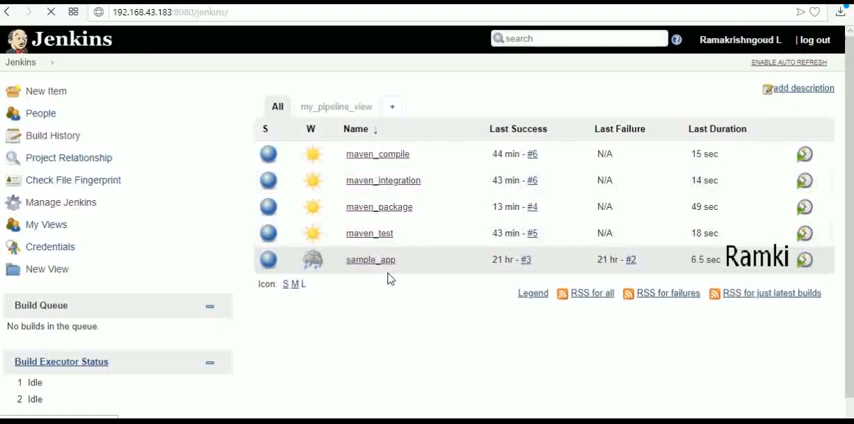 192.168.43.183:8080/jenkins/
Jenkins
search
Ramakrishngoud L
log out
Jenkins
ENABLE AUTO REFRESH
New Item
People
Build History
Project Relationship
Check File Fingerprint
Manage Jenkins
My Views
Credentials
New View
Build Queue
No builds in the queue.
Build Executor Status
1 Idle
2 Idle
add description
All my_pipeline_view +
S W Name ↓ Last Success Last Failure Last Duration
maven_compile 44 min - #6 N/A 15 sec
maven_integration 43 min - #6 N/A 14 sec
maven_package 13 min - #4 N/A 49 sec
maven_test 43 min - #5 N/A 18 sec
sample_app 21 hr - #3 21 hr - #2 6.5 sec
Ramki
Icon: S M L
Legend RSS for all RSS for failures RSS for just latest builds